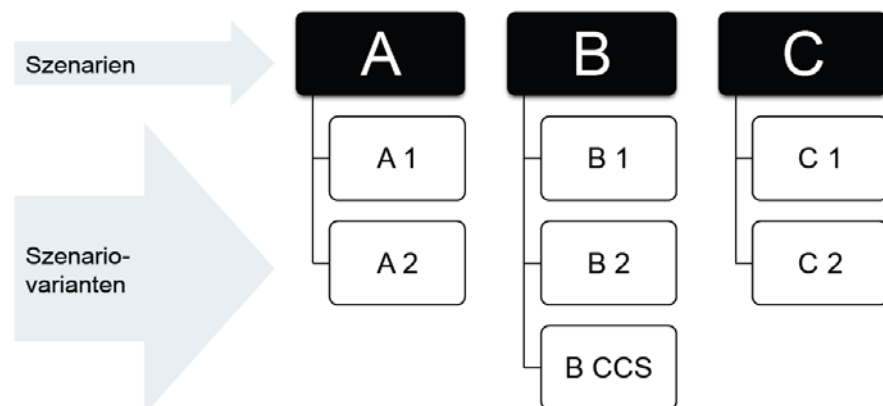 Szenarien
A
B
C
A 1
B 1
C 1
Szenario-
varianten
A 2
B 2
C 2
B CCS